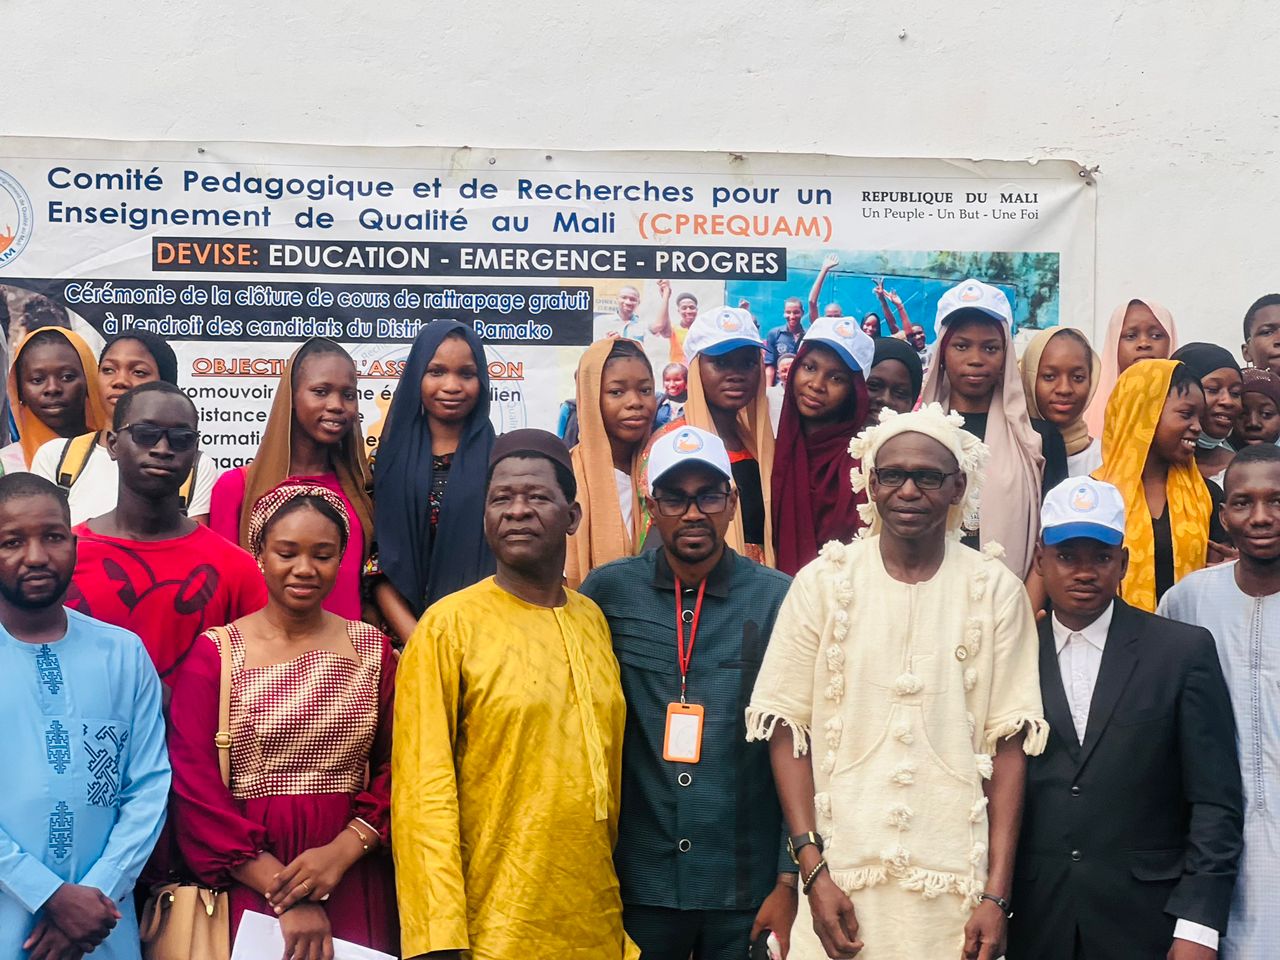 Comité Pedagogique et de Recherches pour un
Enseignement de Qualité au Mali (CPREQUAM)
REPUBLIQUE DU MALI
Un Peuple - Un But - Une Foi
DEVISE: EDUCATION - EMERGENCE - PROGRES
Cérémonie de la clôture de cours de rattrapage gratuit
à l'endroit des candidats du Bamako